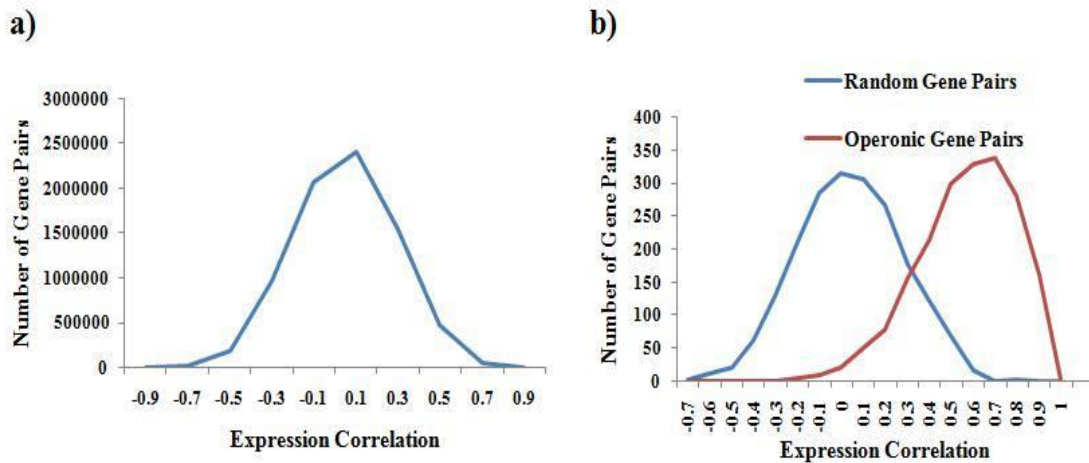 a)
3000000
2500000
2000000
1500000
1000000
500000
0
Number of Gene Pairs
-0.9 -0.7 -0.5 -0.3 -0.1 0.1 0.3 0.5 0.7 0.9
Expression Correlation
b)
Random Gene Pairs
Operonic Gene Pairs
400
350
300
250
200
150
100
50
0
Number of Gene Pairs
-0.7 -0.6 -0.5 -0.4 -0.3 -0.2 -0.1 0 0.1 0.2 0.3 0.4 0.5 0.6 0.7 0.8 0.9 1
Expression Correlation